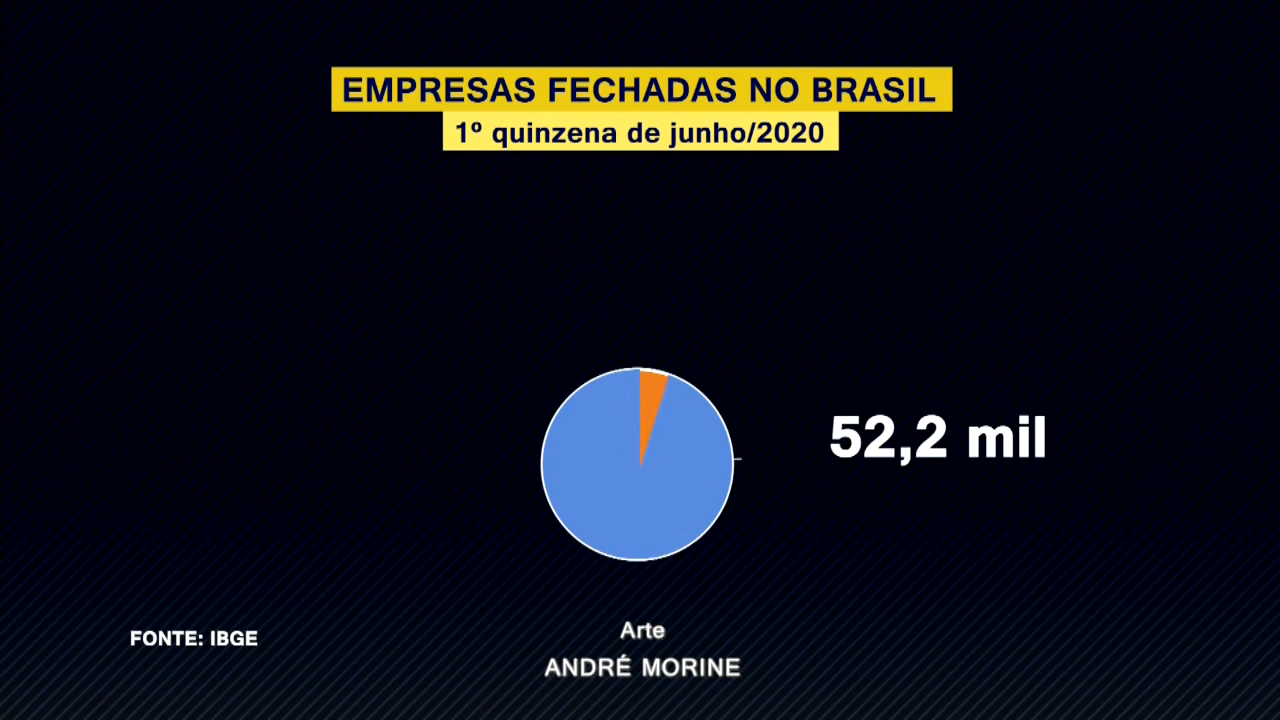 EMPRESAS FECHADAS NO BRASIL
1º quinzena de junho/2020
52,2 mil
FONTE: IBGE
Arte
ANDRÉ MORINE